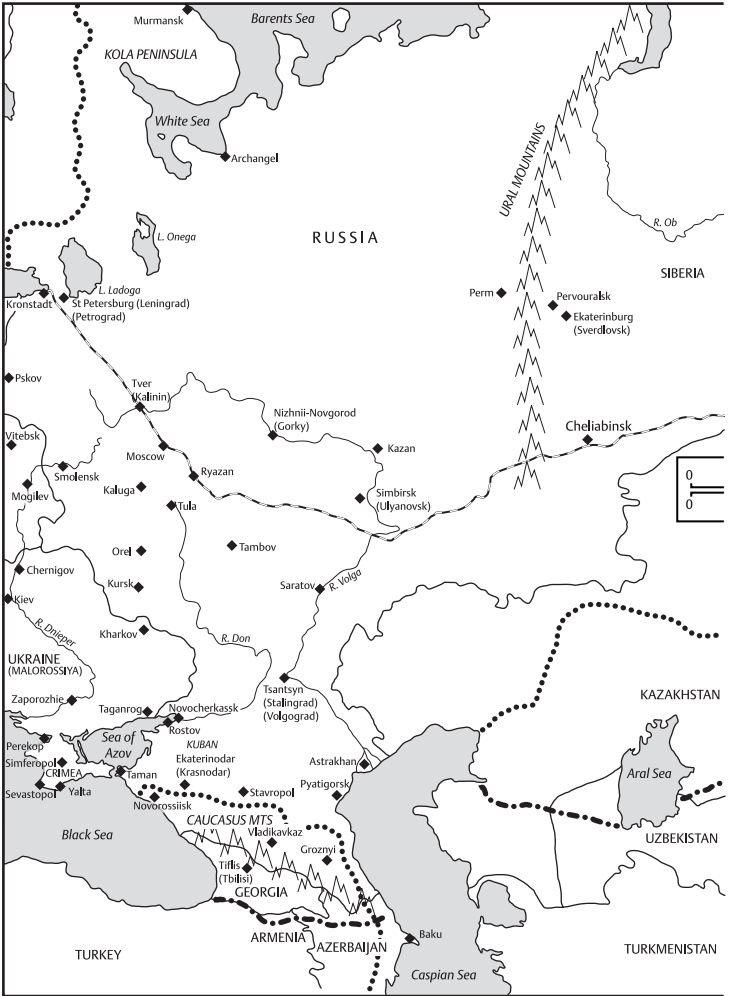 Murmansk
Barents Sea
KOLA PENINSULA
White Sea
Archangel
URAL MOUNTAINS
R. Ob
L. Onega
RUSSIA
SIBERIA
L. Ladoga
Kronstadt
St Petersburg (Leningrad)
(Petrograd)
Perm
Pervouralsk
Ekaterinburg
(Sverdlovsk)
Pskov
Tver
(Kalinin)
Nizhnii-Novgorod
(Gorky)
Cheliabinsk
Vitebsk
Moscow
Kazan
Smolensk
Ryazan
Mogilev
Kaluga
Simbirsk
(Ulyanovsk)
0
0
Tula
Orel
Tambov
Chernigov
Kursk
Saratov
R. Volga
Kiev
R. Dnieper
Kharkov
R. Don
UKRAINE
(MALOROSSIYA)
Tsantsyn
(Stalingrad)
(Volgograd)
Zaporozhie
KAZAKHSTAN
Taganrog
Novocherkassk
Rostov
Sea of
Azov
Perekop
KUBAN
Simferopol
Ekaterinodar
(Krasnodar)
Astrakhan
CRIMEA
Taman
Aral Sea
Sevastopol
Yalta
Stavropol
Pyatigorsk
Novorossiisk
CAUCASUS MTS
Black Sea
Vladikavkaz
UZBEKISTAN
Groznyi
Tiflis
(Tbilisi)
GEORGIA
ARMENIA
AZERBAIJAN
Baku
TURKEY
TURKMENISTAN
Caspian Sea